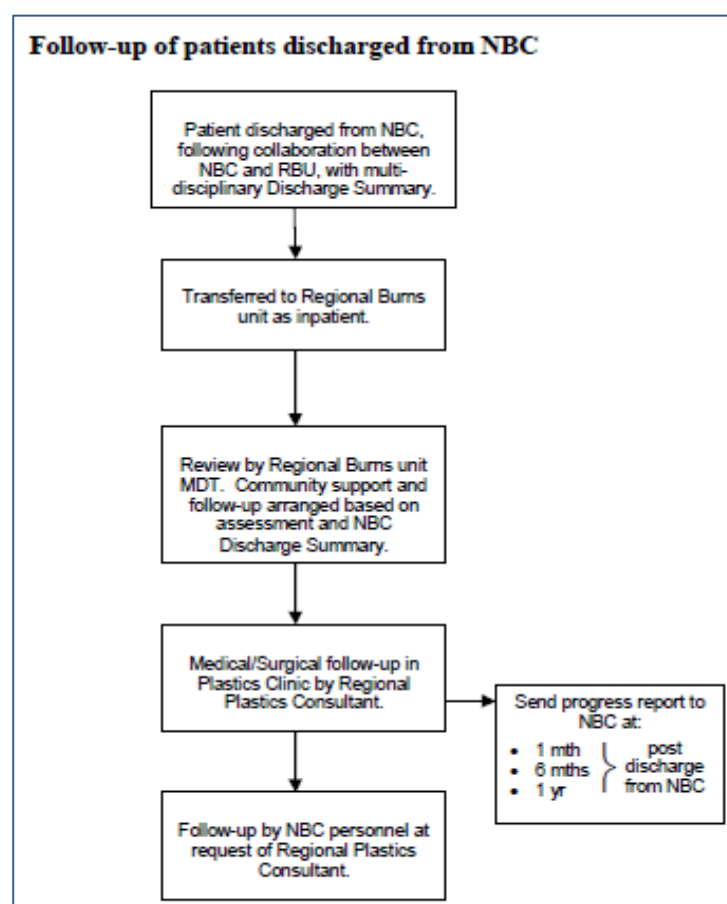 Follow-up of patients discharged from NBC
Patient discharged from NBC,
following collaboration between
NBC and RBU, with multi-
disciplinary Discharge Summary.
Transferred to Regional Burns
unit as inpatient.
Review by Regional Burns unit
MDT. Community support and
follow-up arranged based on
assessment and NBC
Discharge Summary.
Medical/Surgical follow-up in
Plastics Clinic by Regional
Plastics Consultant.
Send progress report to
NBC at:
• 1 mth
• 6 mths
• 1 yr
post
discharge
from NBC
Follow-up by NBC personnel at
request of Regional Plastics
Consultant.